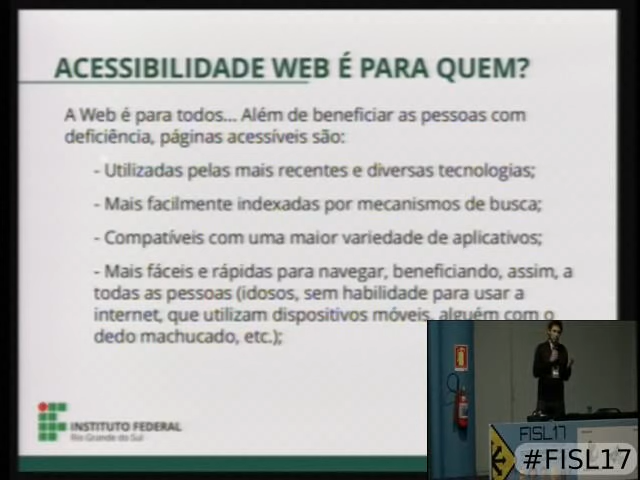 ACESSIBILIDADE WEB É PARA QUEM?
A Web é para todos... Além de beneficiar as pessoas com
deficiência, páginas acessíveis são:
- Utilizadas pelas mais recentes e diversas tecnologias;
- Mais facilmente indexadas por mecanismos de busca;
- Compatíveis com uma maior variedade de aplicativos;
- Mais fáceis e rápidas para navegar, beneficiando, assim, a
todas as pessoas (idosos, sem habilidade para usar a
internet, que utilizam dispositivos móveis, alguém com o
dedo machucado, etc.);
INSTITUTO FEDERAL
Rio Grande do Sul
FISL17
#FISL17